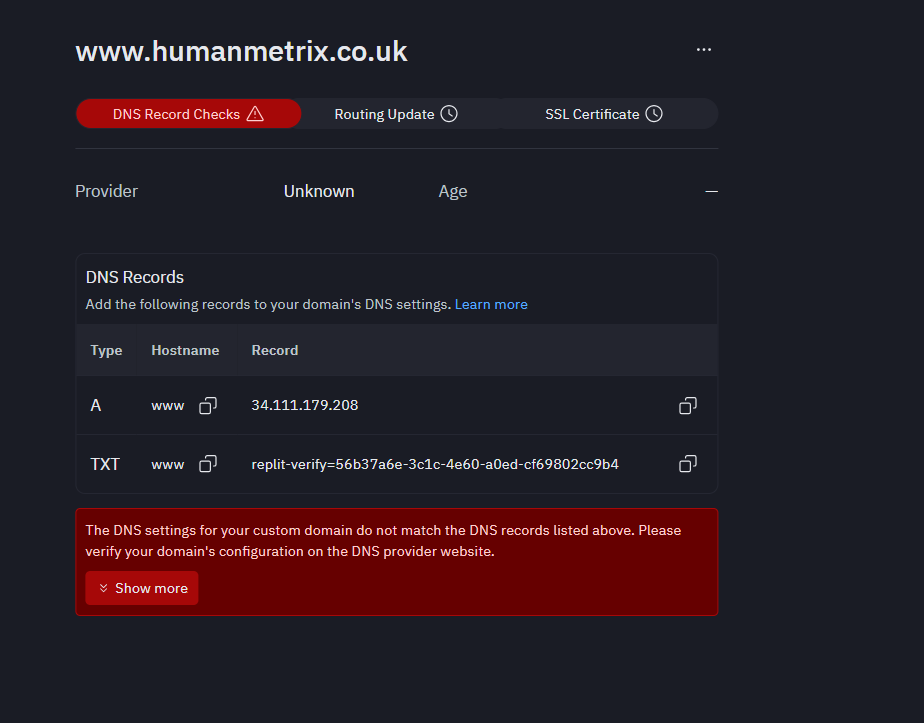 www.humanmetrix.co.uk
DNS Record Checks Routing Update SSL Certificate
Provider Unknown Age —
DNS Records
Add the following records to your domain's DNS settings. Learn more
Type Hostname Record
A www 34.111.179.208
TXT www replit-verify=56b37a6e-3c1c-4e60-a0ed-cf69802cc9b4
The DNS settings for your custom domain do not match the DNS records listed above. Please
verify your domain's configuration on the DNS provider website.
Show more